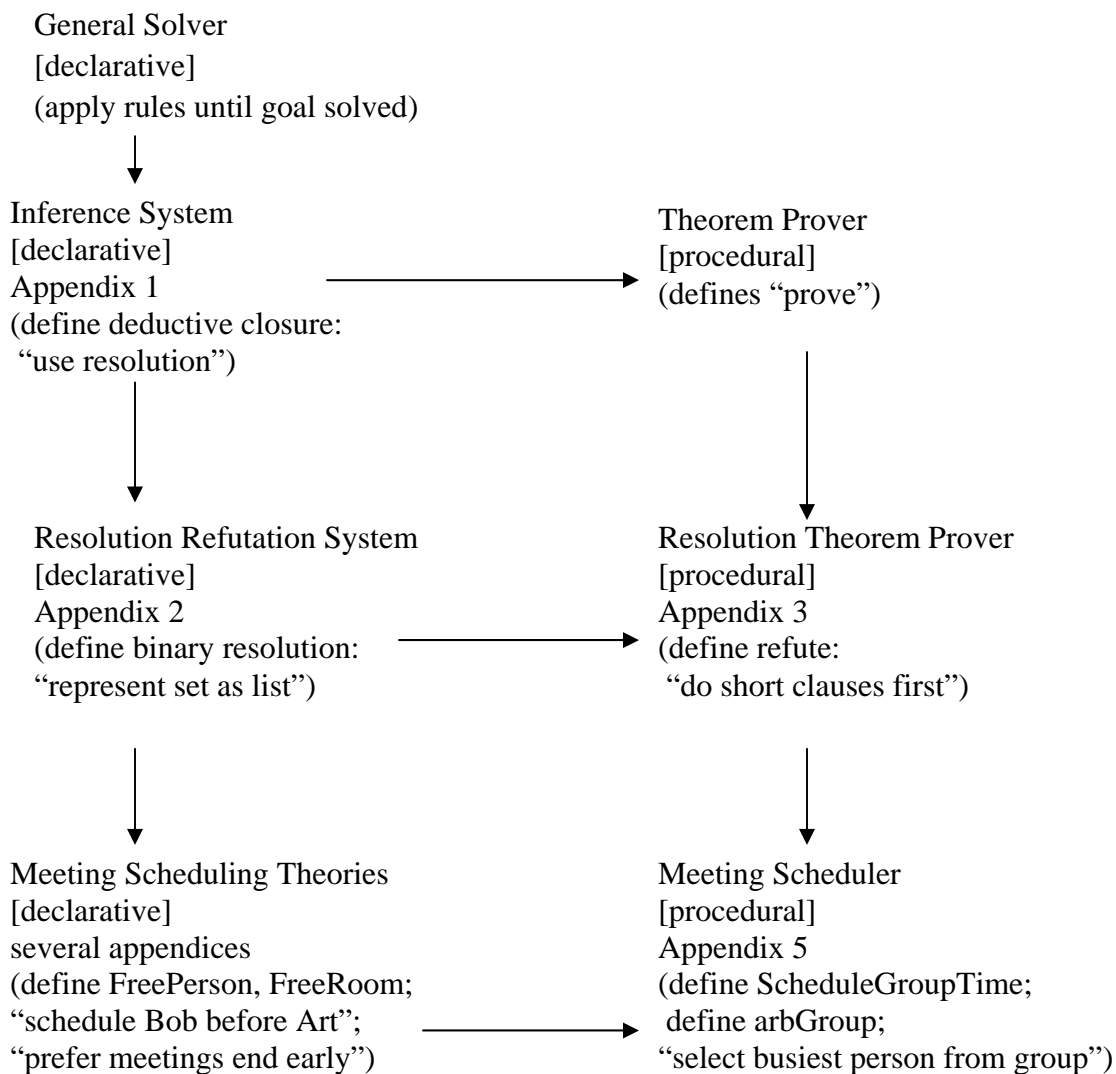 General Solver
[declarative]
(apply rules until goal solved)
Inference System
[declarative]
Appendix 1
(define deductive closure:
“use resolution”)
Theorem Prover
[procedural]
(defines “prove”)
Resolution Refutation System
[declarative]
Appendix 2
(define binary resolution:
“represent set as list”)
Resolution Theorem Prover
[procedural]
Appendix 3
(define refute:
“do short clauses first”)
Meeting Scheduling Theories
[declarative]
several appendices
(define FreePerson, FreeRoom;
“schedule Bob before Art”;
“prefer meetings end early”)
Meeting Scheduler
[procedural]
Appendix 5
(define ScheduleGroupTime;
define arbGroup;
“select busiest person from group”)